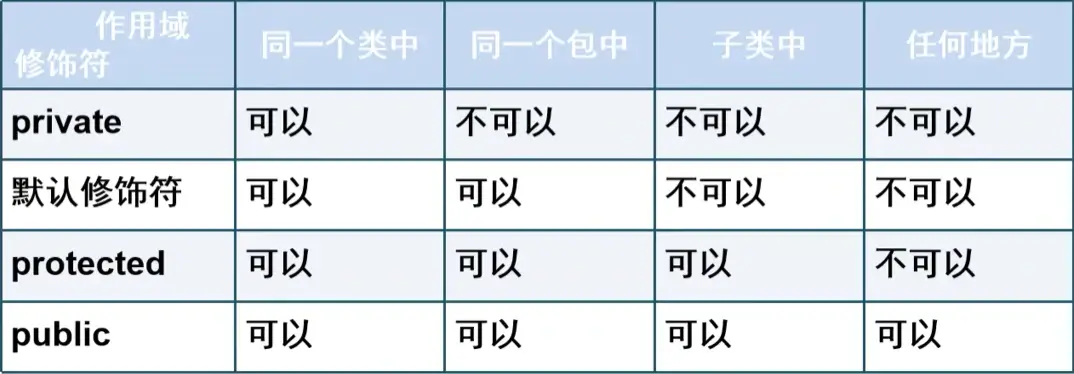 作用域
修饰符 同一个类中 同一个包中 子类中 任何地方
private 可以 不可以 不可以 不可以
默认修饰符 可以 可以 不可以 不可以
protected 可以 可以 可以 不可以
public 可以 可以 可以 可以